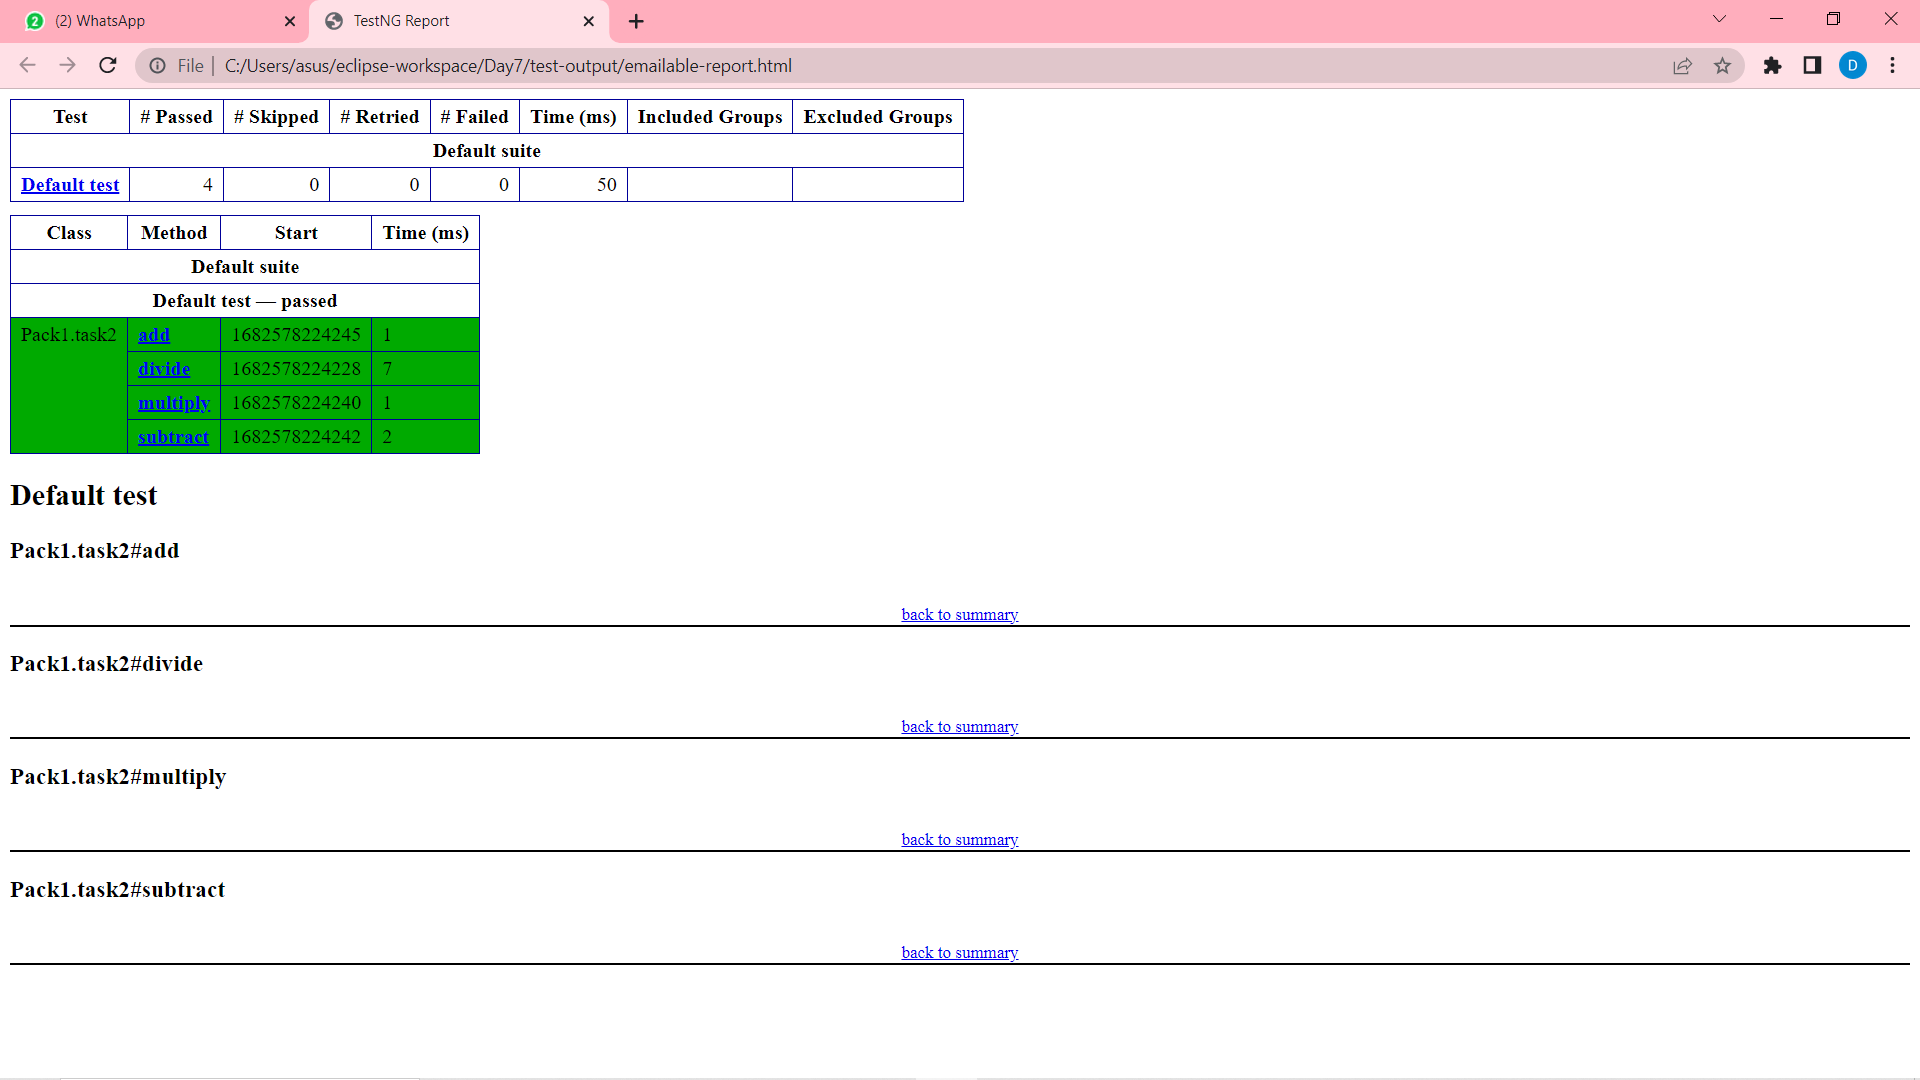 (2) WhatsApp
TestNG Report
File | C:/Users/asus/eclipse-workspace/Day7/test-output/emailable-report.html
D
Test # Passed # Skipped # Retried # Failed Time (ms) Included Groups Excluded Groups
Default suite
Default test 4 0 0 0 50
Class Method Start Time (ms)
Default suite
Default test — passed
Pack1.task2 add 1682578224245 1
divide 1682578224228 7
multiply 1682578224240 1
subtract 1682578224242 2
Default test
Pack1.task2#add
back to summary
Pack1.task2#divide
back to summary
Pack1.task2#multiply
back to summary
Pack1.task2#subtract
back to summary